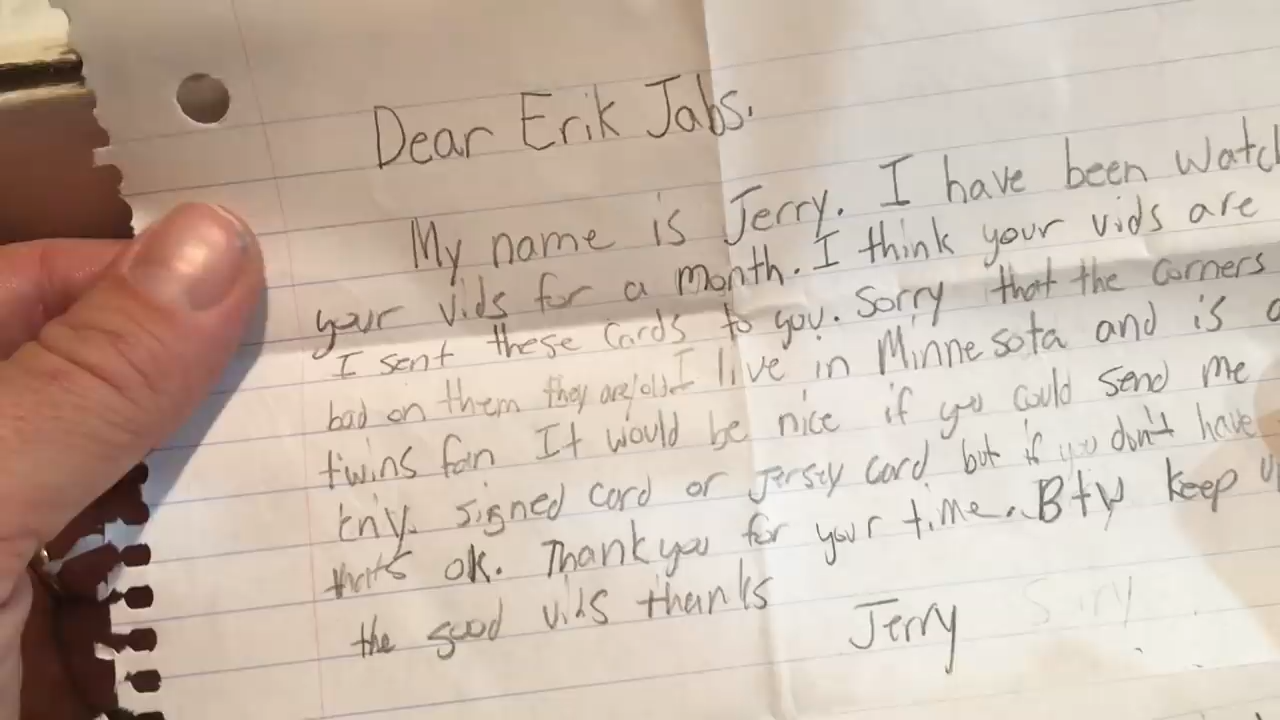 Dear Erik Jabs.
My name is Jerry. I have been watch
your vids for a month. I think your vids are
I sent these cards to you. Sorry that the corners
bad on them they are old I live in Minnesota and is a
twins fan It would be nice if you could send me
signed card or jersey card but if you don't have
that's ok. Thank you for your time. Btw keep up
the good vids thanks
Jerry